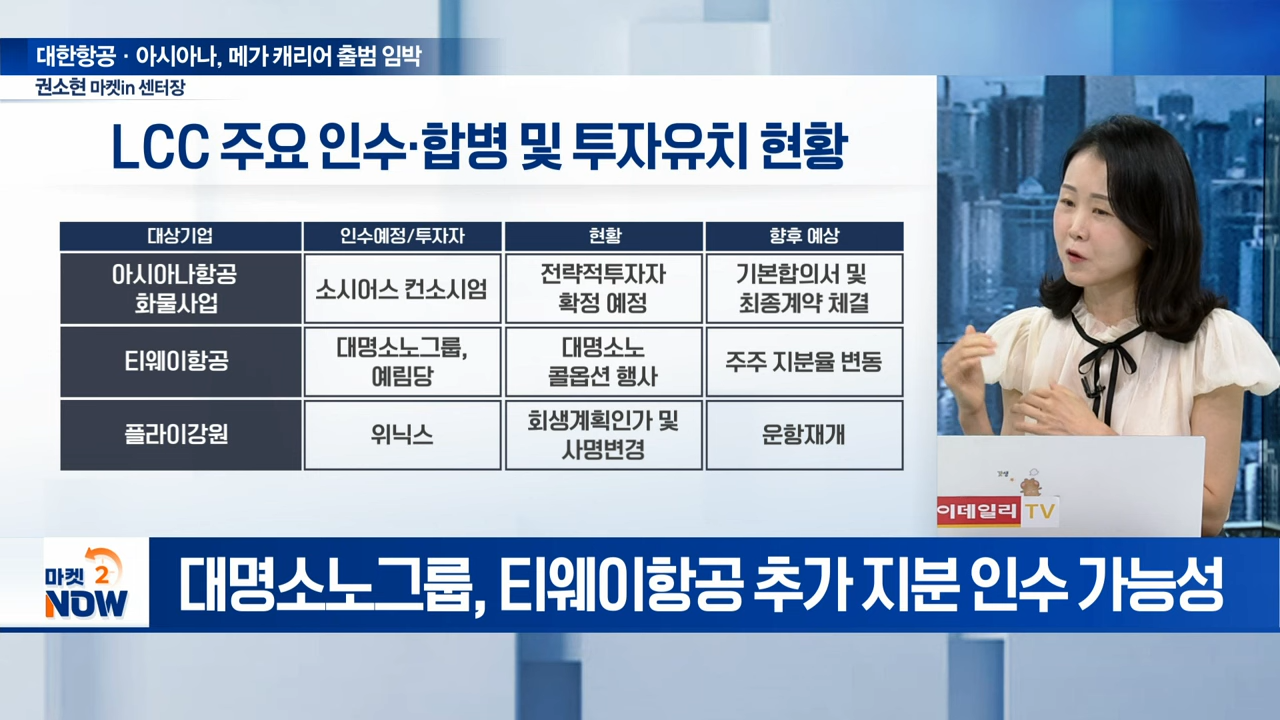 대한항공 · 아시아나, 메가 캐리어 출범 임박
권소현 마켓in 센터장
LCC 주요 인수·합병 및 투자유치 현황
대상기업 인수예정/투자자 현황 향후 예상
아시아나항공
화물사업
소시어스 컨소시엄
전략적투자자
확정 예정
기본합의서 및
최종계약 체결
티웨이항공
대명소노그룹,
예림당
대명소노
콜옵션 행사
주주 지분율 변동
플라이강원
위닉스
회생계획인가 및
사명변경
운항재개
이데일리 TV
마켓 2
NOW
대명소노그룹, 티웨이항공 추가 지분 인수 가능성